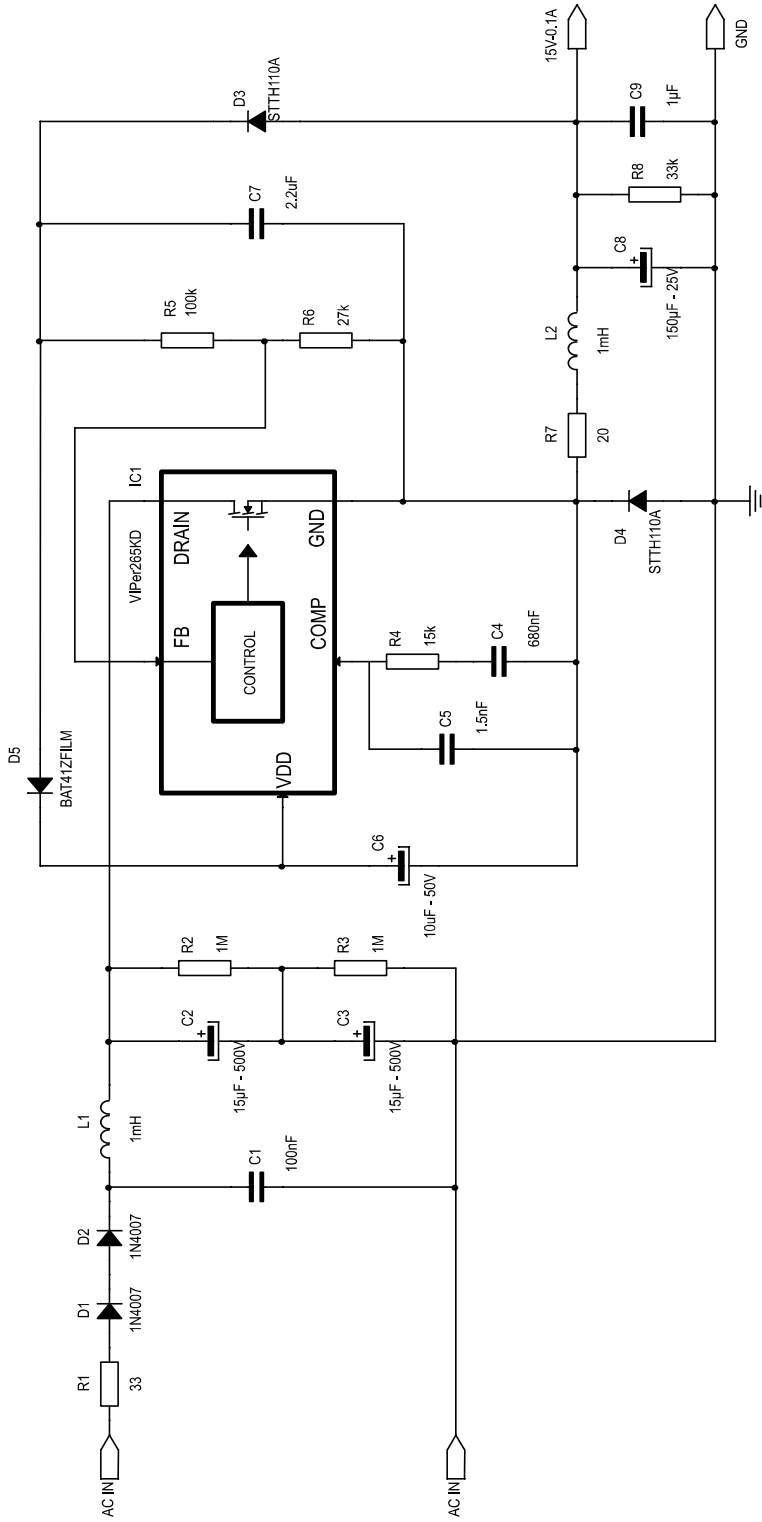 AC IN
AC IN
R1
33
D1
1N4007
D2
1N4007
C1
100nF
L1
1mH
C2
15µF - 500V
C3
15µF - 500V
R2
1M
R3
1M
D5
BAT41ZFILM
C6
10uF - 50V
VIPer265KD
IC1
VDD
FB
DRAIN
CONTROL
COMP
GND
C5
1.5nF
R4
15k
C4
680nF
R5
100k
R6
27k
C7
2.2uF
D3
STTH110A
D4
STTH110A
R7
20
L2
1mH
C8
150µF - 25V
R8
33k
C9
1µF
15V-0.1A
GND